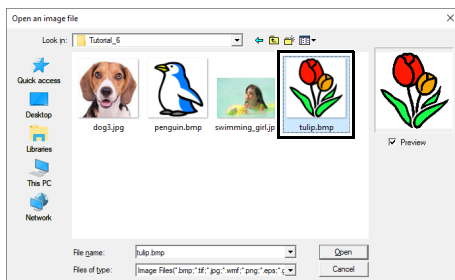 Open an image file
Look in:
Tutorial_6
Quick access
Desktop
Libraries
This PC
Network
dog3.jpg
penguin.bmp
swimming_girl.jp
tulip.bmp
Preview
File name:
tulip.bmp
Open
Files of type:
Image Files(*.bmp;*.tif;*.jpg;*.wmf;*.png;*.eps;*.g
Cancel